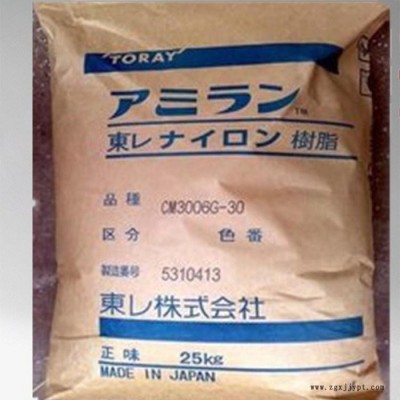 TORAY
アミラン™
東レ ナイロン 樹脂
品種 CM3006G-30
区分 色番
製造番号 5310413
東レ株式会社
正味 25kg
MADE IN JAPAN
www.zgxjjypt.com